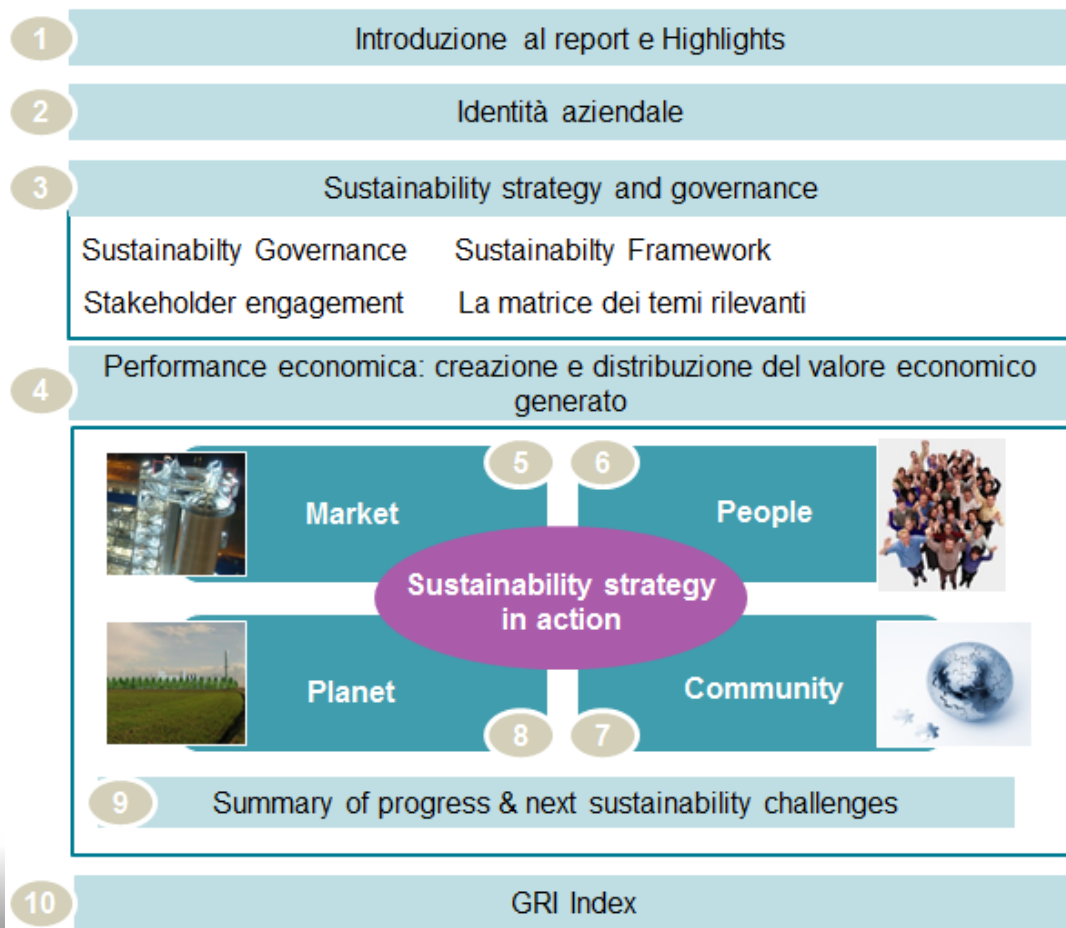 1 Introduzione al report e Highlights
2 Identità aziendale
3 Sustainability strategy and governance
Sustainabilty Governance Sustainabilty Framework
Stakeholder engagement La matrice dei temi rilevanti
4 Performance economica: creazione e distribuzione del valore economico
generato
5 6
Market People
Sustainability strategy
in action
Planet Community
8 7
9 Summary of progress & next sustainability challenges
10 GRI Index